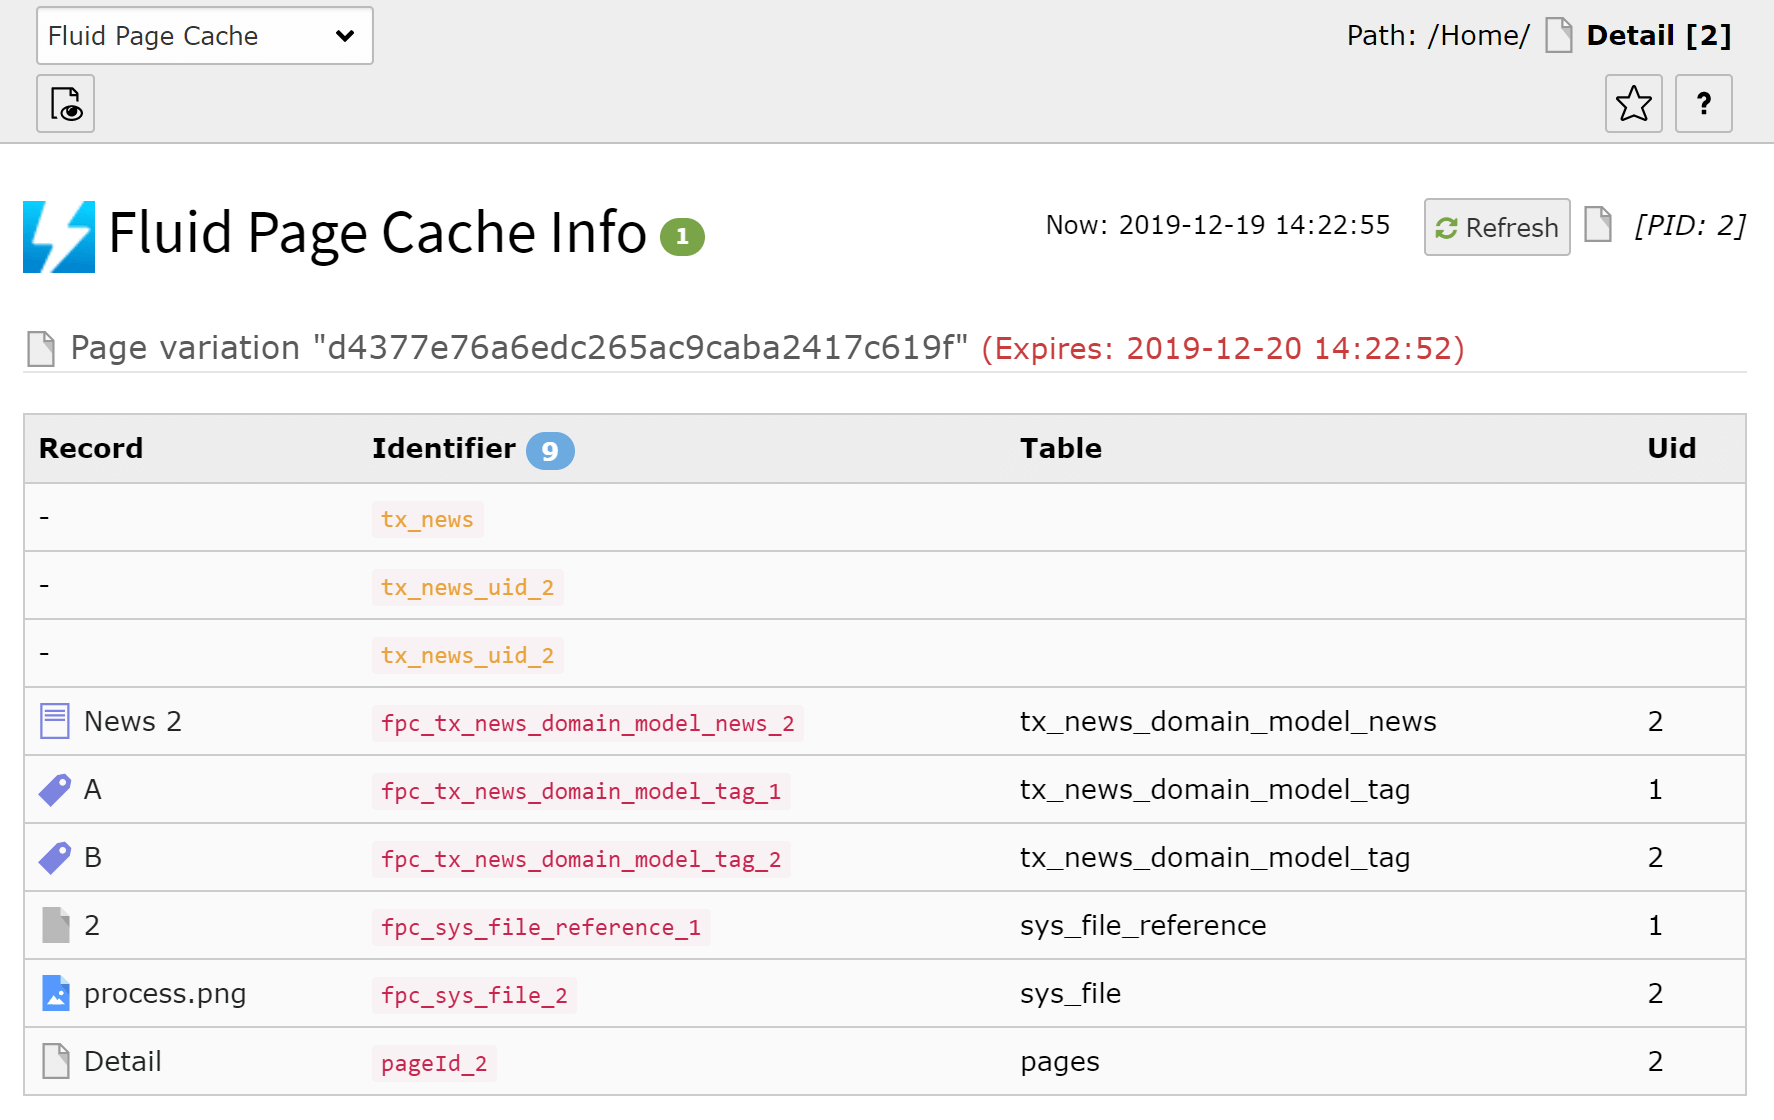 Fluid Page Cache
Path: /Home/ Detail [2]
?
Fluid Page Cache Info 1
Now: 2019-12-19 14:22:55 Refresh [PID: 2]
Page variation "d4377e76a6edc265ac9caba2417c619f" (Expires: 2019-12-20 14:22:52)
Record Identifier 9 Table Uid
- tx_news
- tx_news_uid_2
- tx_news_uid_2
News 2 fpc_tx_news_domain_model_news_2 tx_news_domain_model_news 2
A fpc_tx_news_domain_model_tag_1 tx_news_domain_model_tag 1
B fpc_tx_news_domain_model_tag_2 tx_news_domain_model_tag 2
2 fpc_sys_file_reference_1 sys_file_reference 1
process.png fpc_sys_file_2 sys_file 2
Detail pageId_2 pages 2